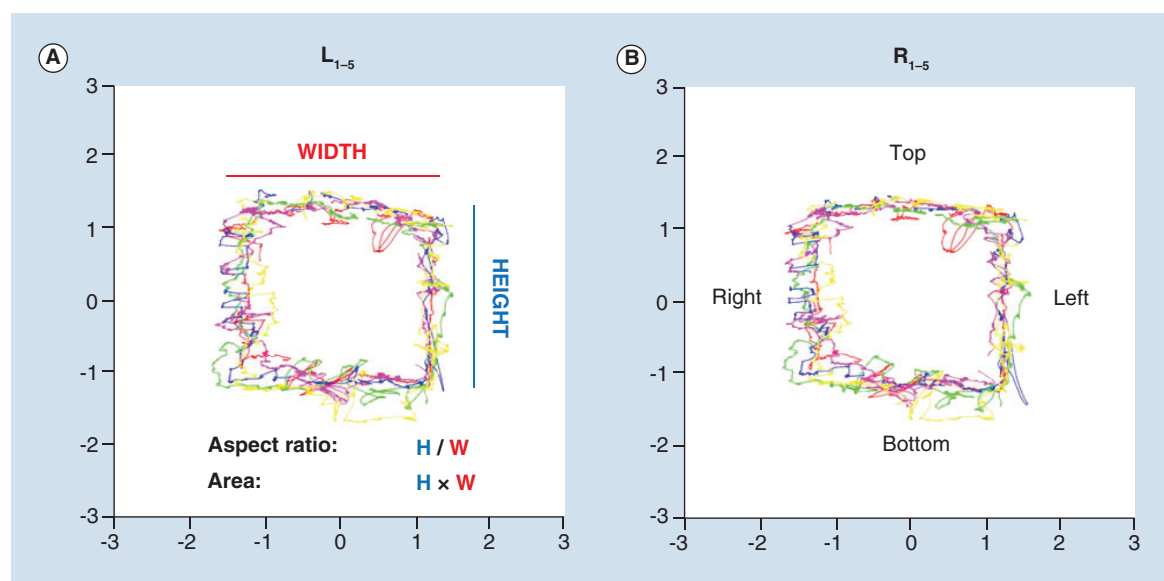 A
L1–5
3
2
1
0
-1
-2
-3
-3 -2 -1 0 1 2 3
WIDTH
HEIGHT
Aspect ratio: H / W
Area: H × W
B
R1–5
3
2
1
0
-1
-2
-3
-3 -2 -1 0 1 2 3
Top
Right
Left
Bottom